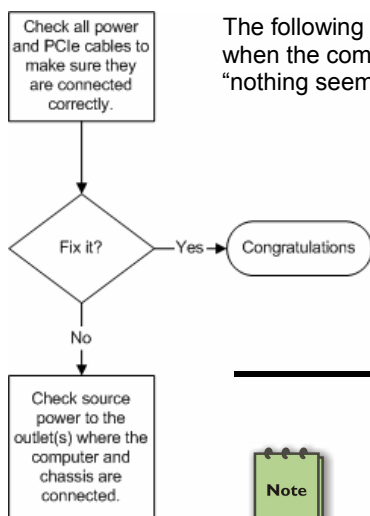 Check all power
and PCIe cables to
make sure they
are connected
correctly.
The following
when the com
"nothing seem
Fix it?
Yes
Congratulations
No
Check source
power to the
outlet(s) where the
computer and
chassis are
connected.
Note